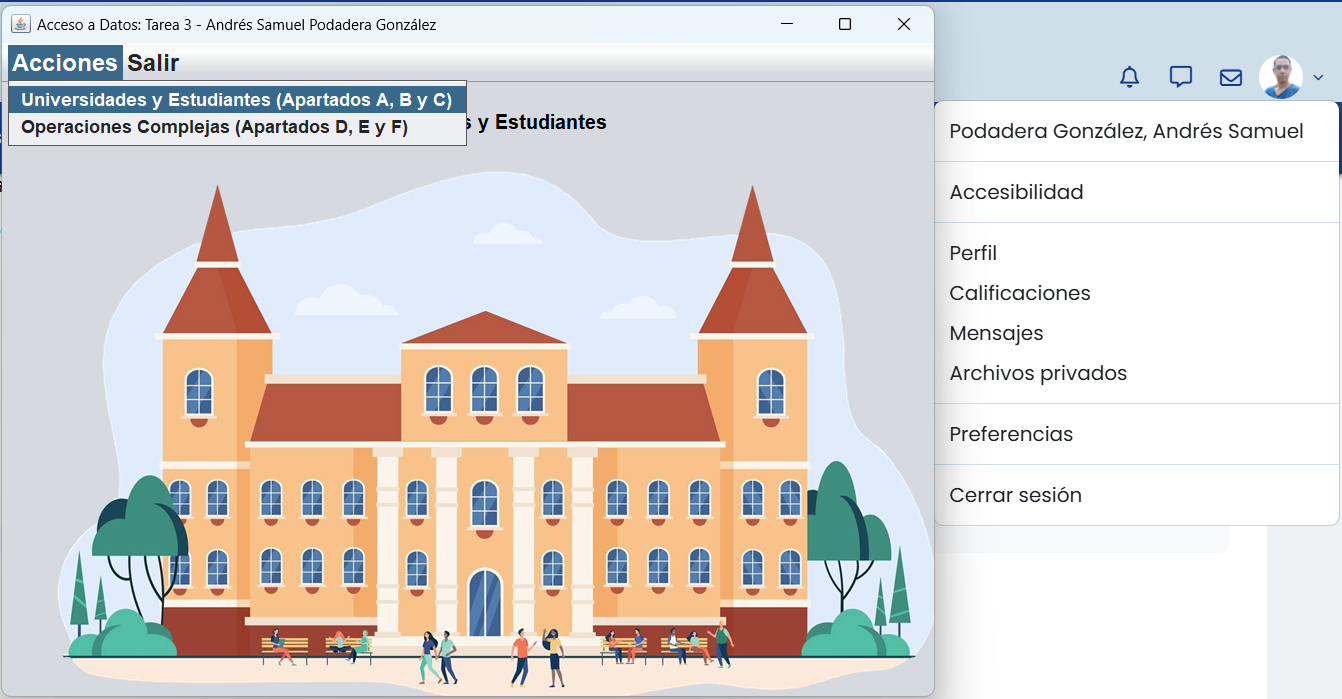 Acceso a Datos: Tarea 3 - Andrés Samuel Podadera González
Acciones Salir
Universidades y Estudiantes (Apartados A, B y C)
Operaciones Complejas (Apartados D, E y F)
y Estudiantes
Podadera González, Andrés Samuel
Accesibilidad
Perfil
Calificaciones
Mensajes
Archivos privados
Preferencias
Cerrar sesión